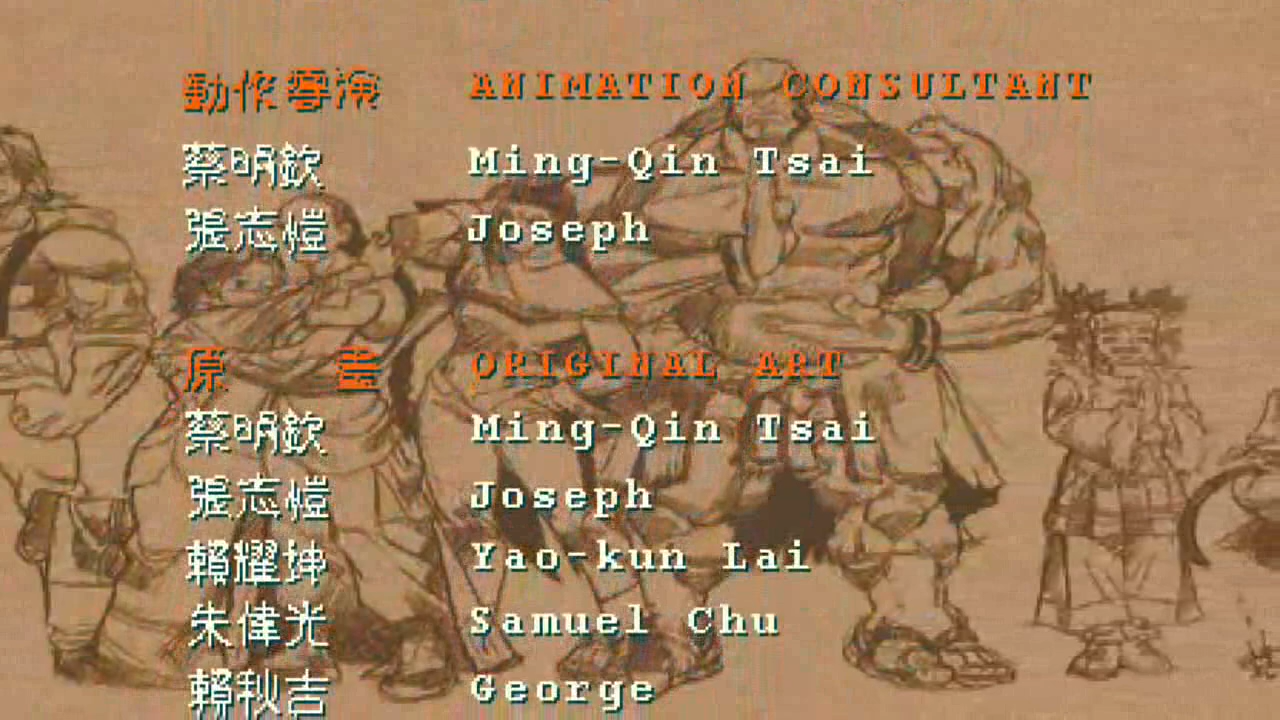 動作導演 ANIMATION CONSULTANT
蔡明欽 Ming-Qin Tsai
張志愷 Joseph
原畫 ORIGINAL ART
蔡明欽 Ming-Qin Tsai
張志愷 Joseph
賴耀坤 Yao-kun Lai
朱偉光 Samuel Chu
賴秋吉 George